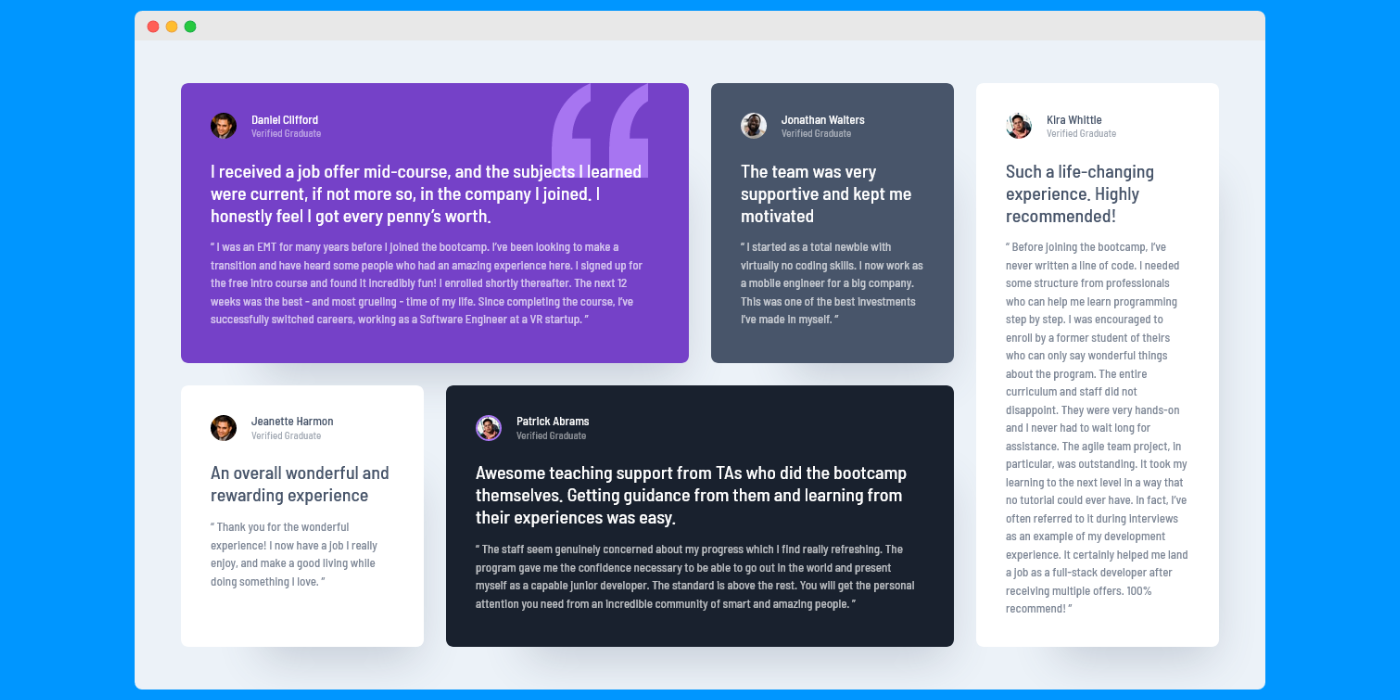 Daniel Clifford
Verified Graduate
I received a job offer mid-course, and the subjects I learned
were current, if not more so, in the company I joined. I
honestly feel I got every penny’s worth.
“ I was an EMT for many years before I joined the bootcamp. I’ve been looking to make a
transition and have heard some people who had an amazing experience here. I signed up for
the free intro course and found it incredibly fun! I enrolled shortly thereafter. The next 12
weeks was the best - and most grueling - time of my life. Since completing the course, I’ve
successfully switched careers, working as a Software Engineer at a VR startup. ”
Jonathan Walters
Verified Graduate
The team was very
supportive and kept me
motivated
“ I started as a total newbie with
virtually no coding skills. I now work as
a mobile engineer for a big company.
This was one of the best investments
I’ve made in myself. ”
Kira Whittle
Verified Graduate
Such a life-changing
experience. Highly
recommended!
“ Before joining the bootcamp, I’ve
never written a line of code. I needed
some structure from professionals
who can help me learn programming
step by step. I was encouraged to
enroll by a former student of theirs
who can only say wonderful things
about the program. The entire
curriculum and staff did not
disappoint. They were very hands-on
and I never had to wait long for
assistance. The agile team project, in
particular, was outstanding. It took my
learning to the next level in a way that
no tutorial could ever have. In fact, I’ve
often referred to it during interviews
as an example of my development
experience. It certainly helped me land
a job as a full-stack developer after
receiving multiple offers. 100%
recommend! ”
Jeanette Harmon
Verified Graduate
An overall wonderful and
rewarding experience
“ Thank you for the wonderful
experience! I now have a job I really
enjoy, and make a good living while
doing something I love. ”
Patrick Abrams
Verified Graduate
Awesome teaching support from TAs who did the bootcamp
themselves. Getting guidance from them and learning from
their experiences was easy.
“ The staff seem genuinely concerned about my progress which I find really refreshing. The
program gave me the confidence necessary to be able to go out in the world and present
myself as a capable junior developer. The standard is above the rest. You will get the personal
attention you need from an incredible community of smart and amazing people. ”